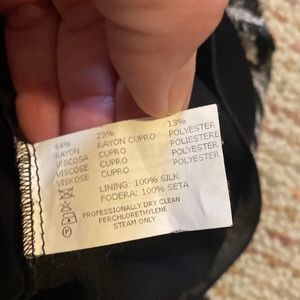 64% 23% 13%
RAYON RAYON CUPRO POLYESTER
VISCOSA CUPRO POLIESTERE
VISCOSE CUPRO POLYESTER
VISKOSE CUPRO POLYESTER
LINING: 100% SILK
FODERA: 100% SETA
PROFESSIONALLY DRY CLEAN
PERCHLORETHYLENE
STEAM ONLY